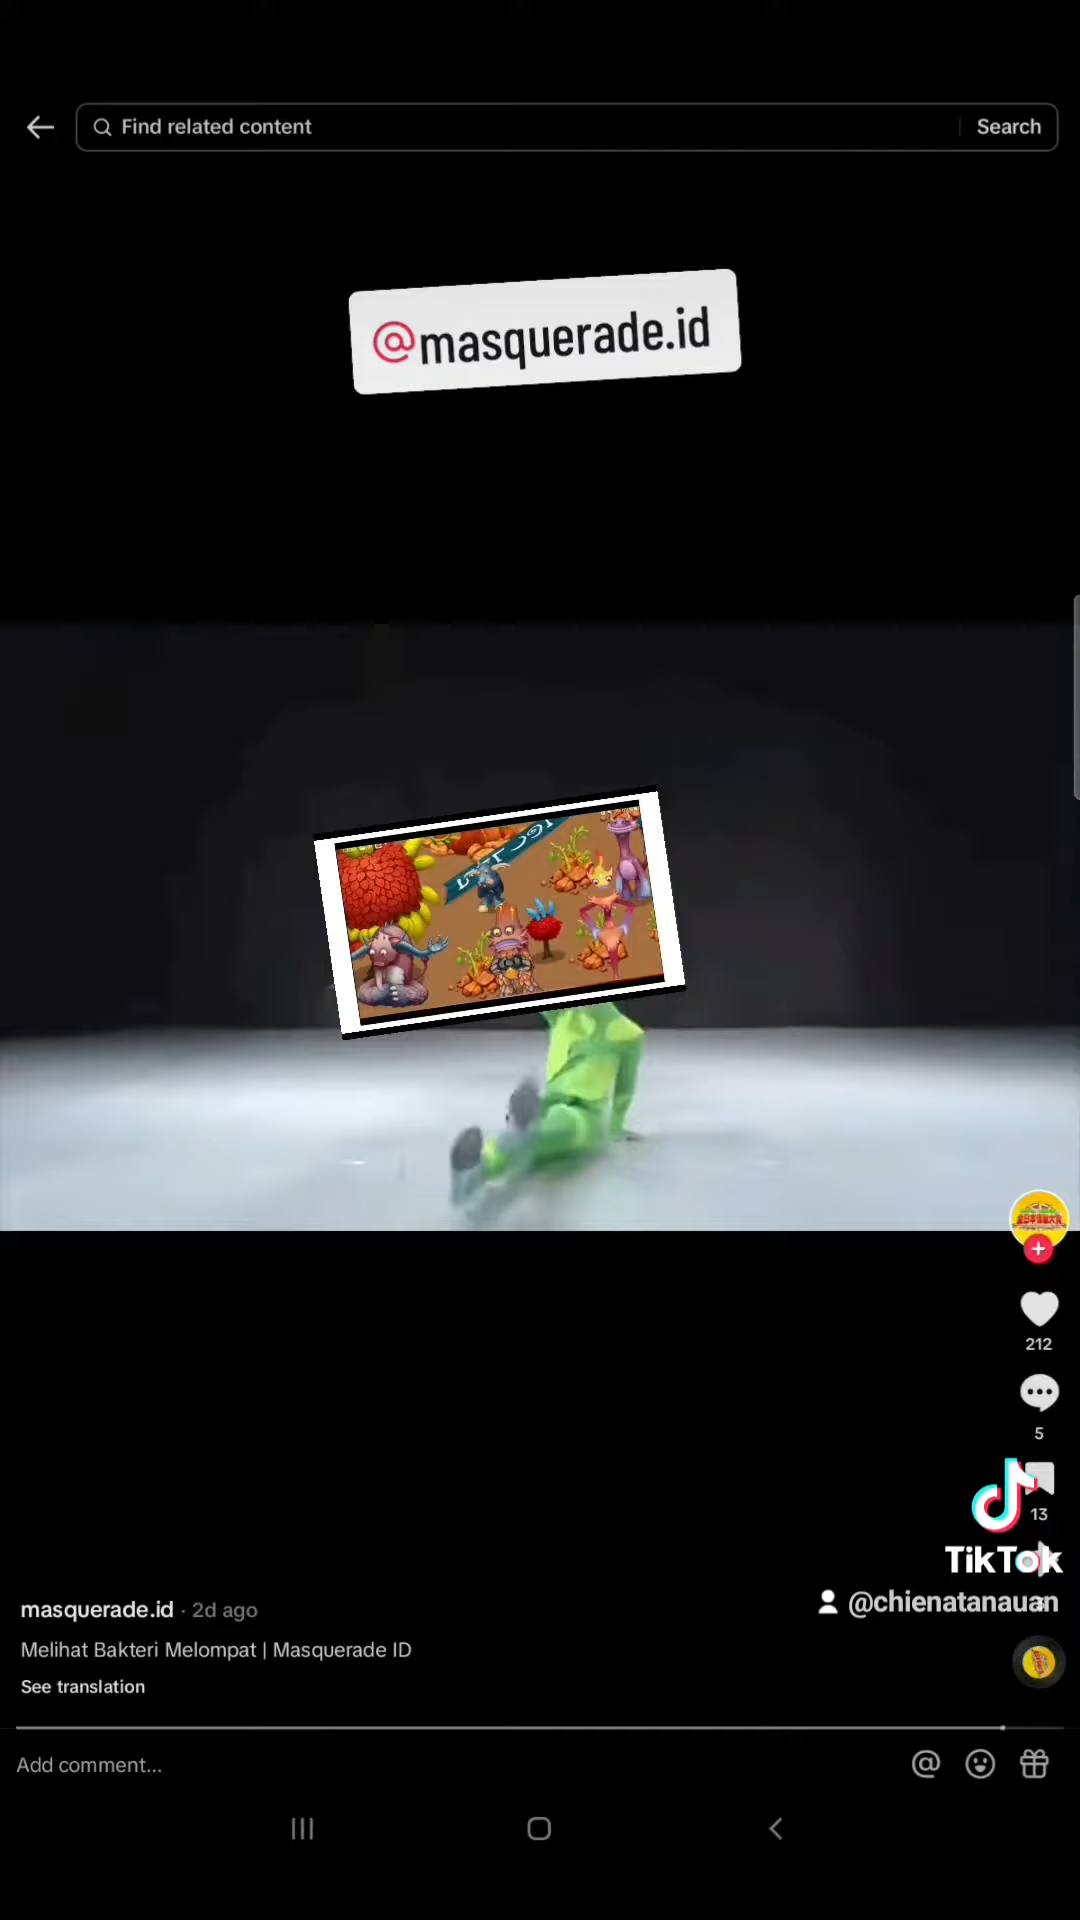 Find related content
Search
@masquerade.id
212
5
13
TikTok
@chienatanauan
masquerade.id · 2d ago
Melihat Bakteri Melompat | Masquerade ID
See translation
Add comment...